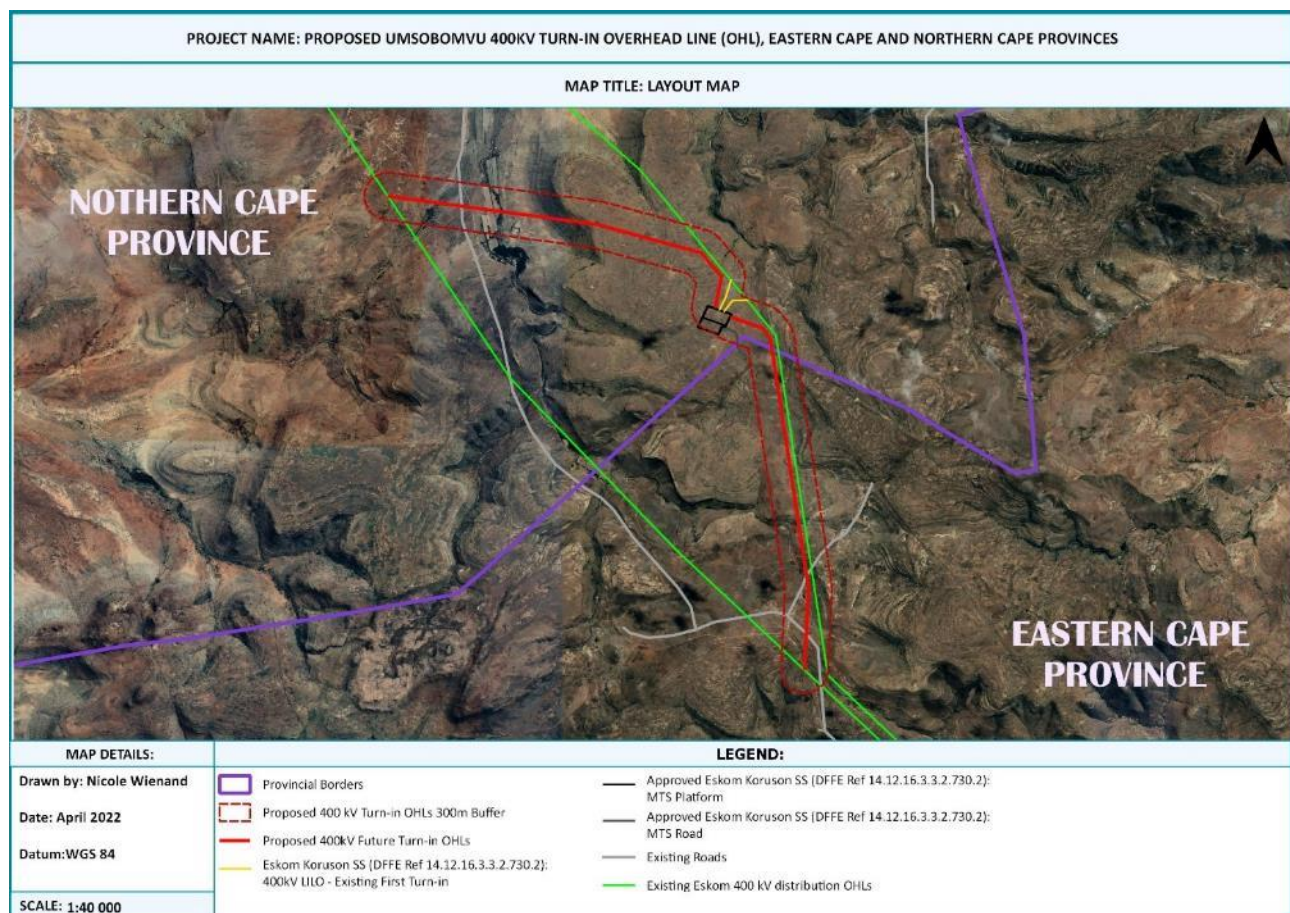 PROJECT NAME: PROPOSED UMSOBOMVU 400KV TURN-IN OVERHEAD LINE (OHL), EASTERN CAPE AND NORTHERN CAPE PROVINCES
MAP TITLE: LAYOUT MAP
NOTHERN CAPE
PROVINCE
EASTERN CAPE
PROVINCE
MAP DETAILS:
Drawn by: Nicole Wienand
Date: April 2022
Datum:WGS 84
SCALE: 1:40 000
LEGEND:
Provincial Borders
Proposed 400 kV Turn-in OHLs 300m Buffer
Proposed 400kV Future Turn-in OHLs
Eskom Koruson SS (DFFE Ref 14.12.16.3.3.2.730.2):
400kV LILO - Existing First Turn-in
Approved Eskom Koruson SS (DFFE Ref 14.12.16.3.3.2.730.2):
MTS Platform
Approved Eskom Koruson SS (DFFE Ref 14.12.16.3.3.2.730.2):
MTS Road
Existing Roads
Existing Eskom 400 kV distribution OHLs